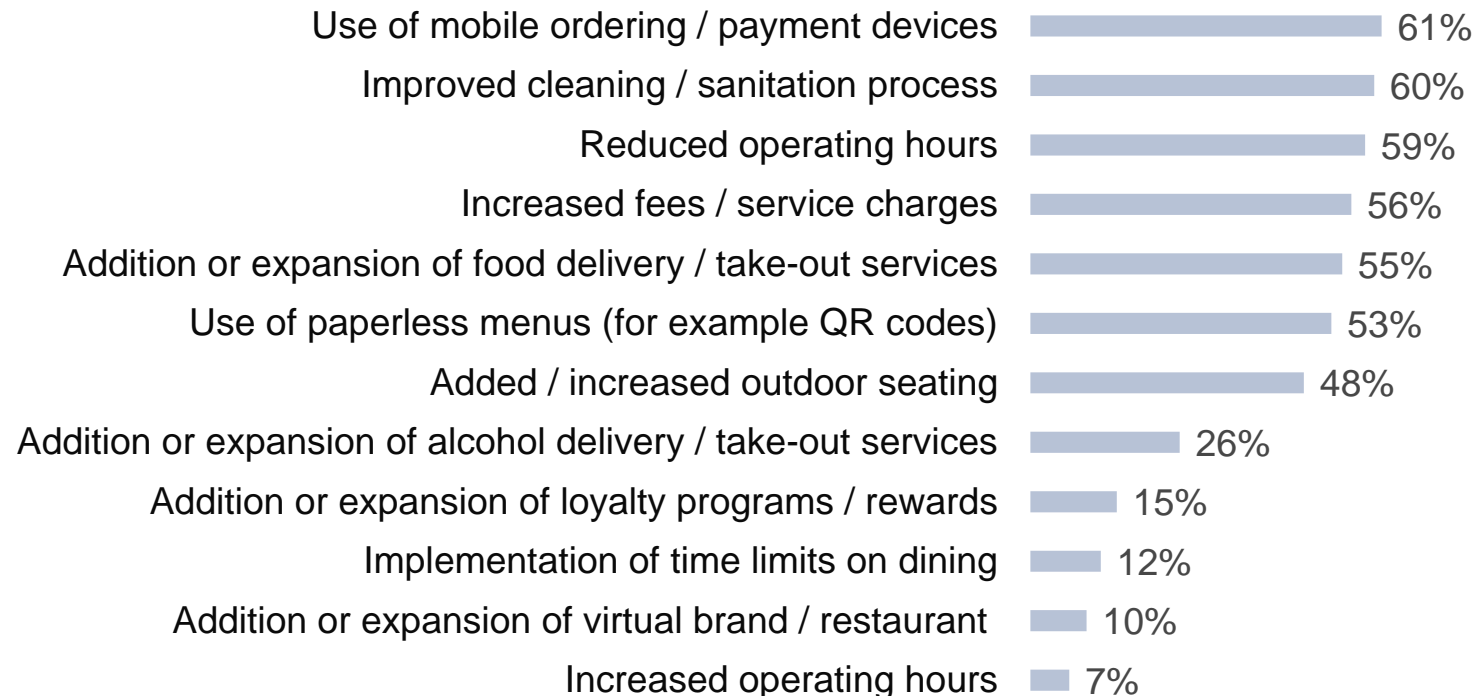 Use of mobile ordering / payment devices 61%
Improved cleaning / sanitation process 60%
Reduced operating hours 59%
Increased fees / service charges 56%
Addition or expansion of food delivery / take-out services 55%
Use of paperless menus (for example QR codes) 53%
Added / increased outdoor seating 48%
Addition or expansion of alcohol delivery / take-out services 26%
Addition or expansion of loyalty programs / rewards 15%
Implementation of time limits on dining 12%
Addition or expansion of virtual brand / restaurant 10%
Increased operating hours 7%